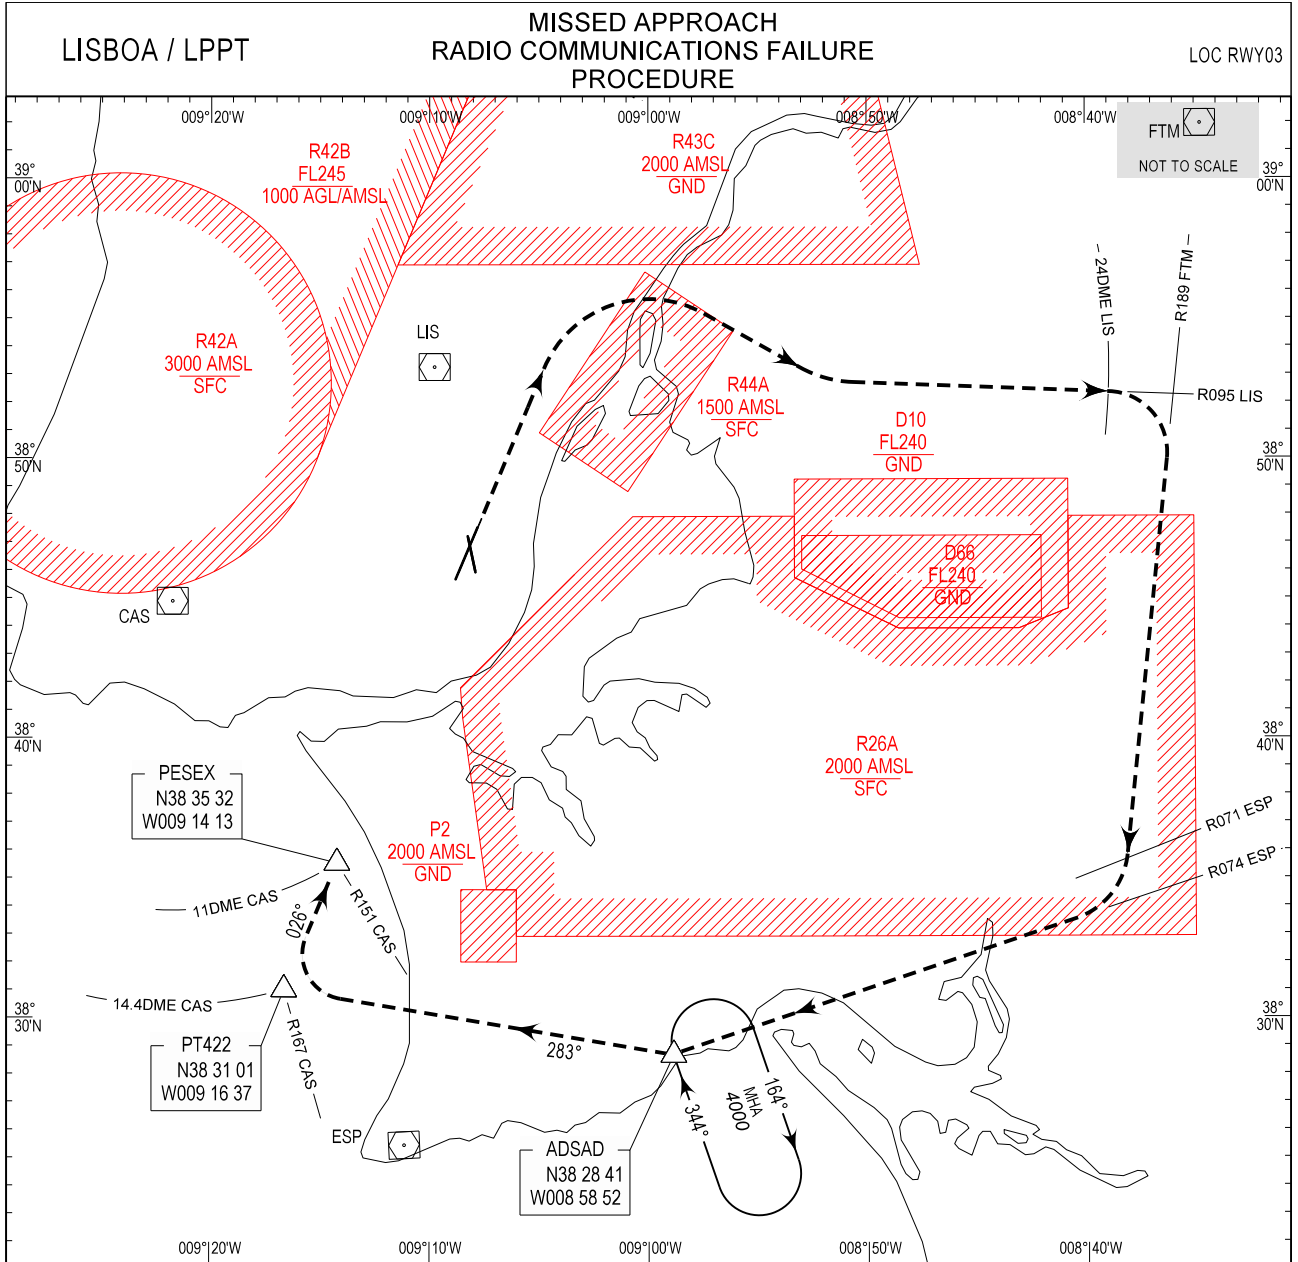 LISBOA / LPPT
MISSED APPROACH
RADIO COMMUNICATIONS FAILURE
PROCEDURE
LOC RWY03
009°20'W
009°10'W
009°00'W
008°50'W
008°40'W
FTM
NOT TO SCALE
39°
00'N
39°
00'N
R42B
FL245
1000 AGL/AMSL
R43C
2000 AMSL
GND
24DME LIS
R189 FTM
LIS
R42A
3000 AMSL
SFC
R44A
1500 AMSL
SFC
R095 LIS
D10
FL240
GND
38°
50'N
38°
50'N
D66
FL240
GND
CAS
38°
40'N
38°
40'N
R26A
2000 AMSL
SFC
PESEX
N38 35 32
W009 14 13
P2
2000 AMSL
GND
R071 ESP
R074 ESP
11DME CAS
026°
R151 CAS
14.4DME CAS
38°
30'N
38°
30'N
PT422
N38 31 01
W009 16 37
R167 CAS
283°
344°
MHA
4000
164°
ESP
ADSAD
N38 28 41
W008 58 52
009°20'W
009°10'W
009°00'W
008°50'W
008°40'W